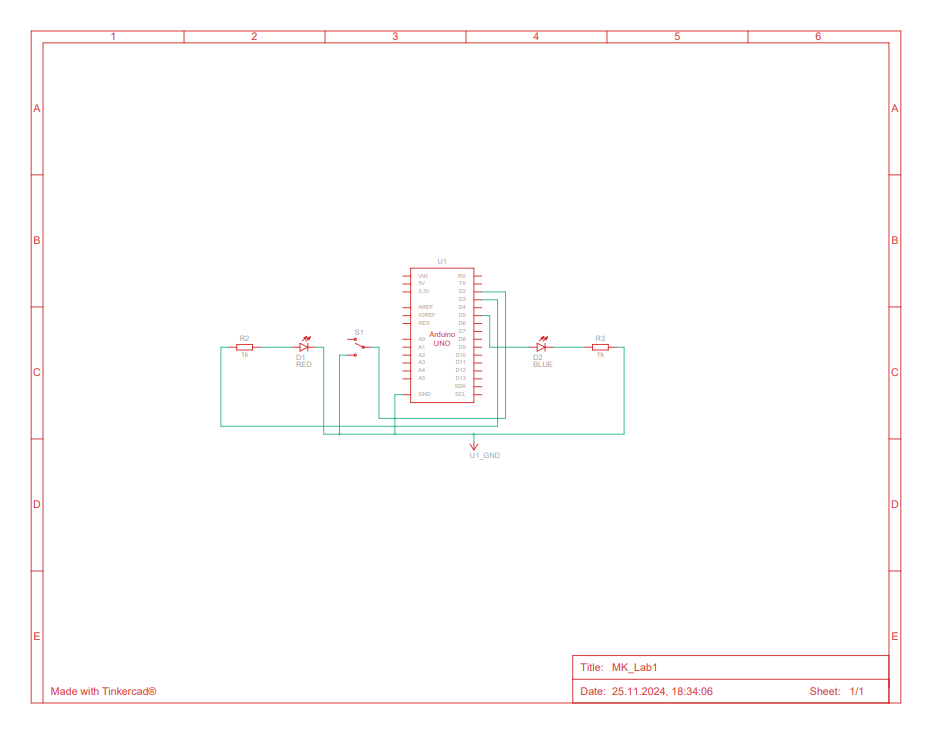 1 2 3 4 5 6
A A
B B
U1
VIN RX
5V TX
3.3V D2
D3
AREF D4
IOREF D5
RES D6
D7
Arduino
UNO
A0 D8
A1 D9
A2 D10
A3 D11
A4 D12
A5 D13
SDA
GND SCL
S1
R2
1k
D1
RED
D2
BLUE
R3
1k
C C
U1_GND
D D
E E
Title: MK_Lab1
Made with Tinkercad®
Date: 25.11.2024, 18:34:06 Sheet: 1/1